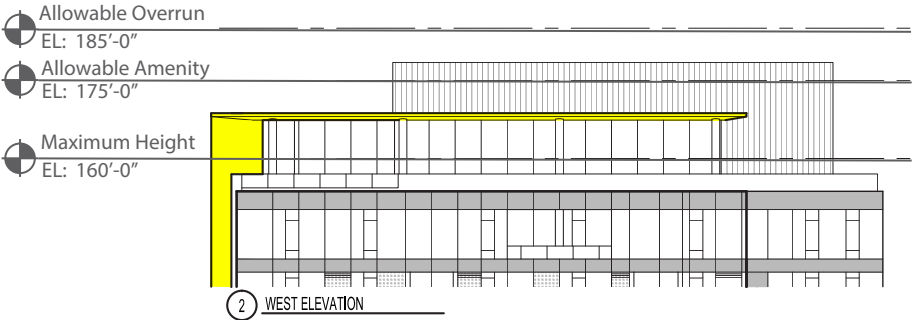 Allowable Overrun
EL: 185’-0”
Allowable Amenity
EL: 175’-0”
Maximum Height
EL: 160’-0”
2 WEST ELEVATION